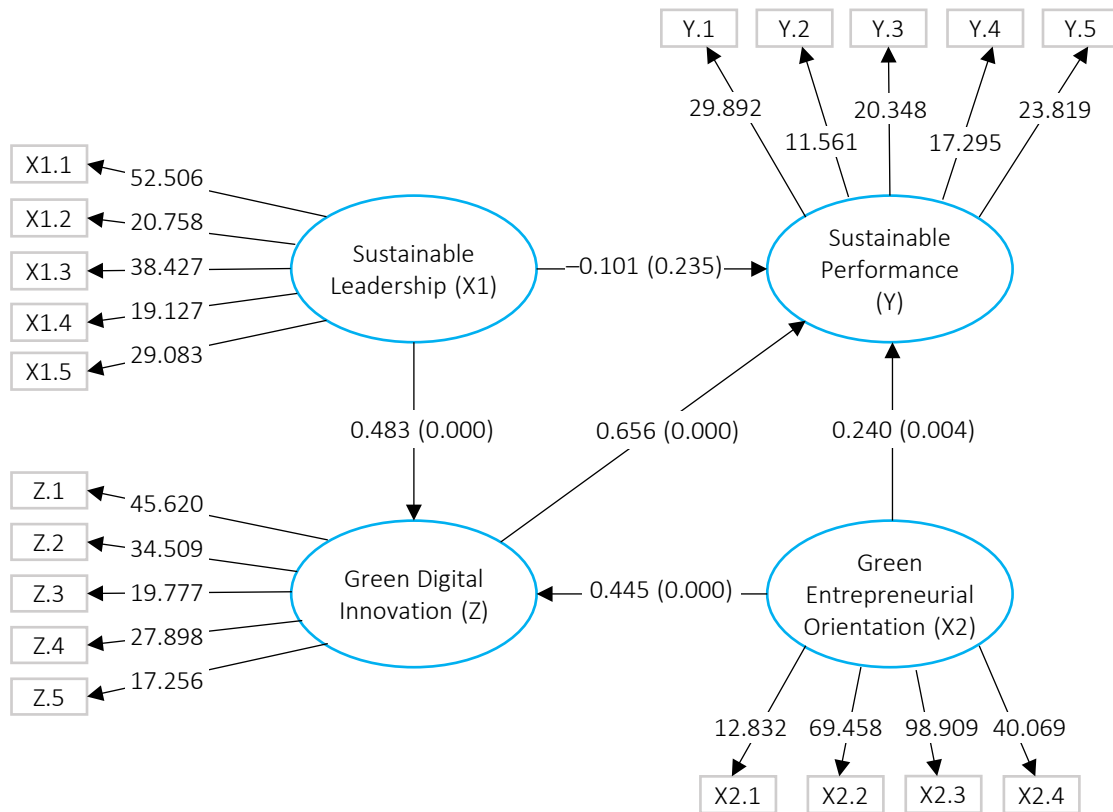 Y.1 Y.2 Y.3 Y.4 Y.5
29.892 11.561 20.348 17.295 23.819
X1.1 52.506
X1.2 20.758
X1.3 38.427
X1.4 19.127
X1.5 29.083
Sustainable
Leadership (X1)
–0.101 (0.235)
Sustainable
Performance
(Y)
0.483 (0.000)
0.656 (0.000)
0.240 (0.004)
Z.1 45.620
Z.2 34.509
Z.3 19.777
Z.4 27.898
Z.5 17.256
Green Digital
Innovation (Z)
0.445 (0.000)
Green
Entrepreneurial
Orientation (X2)
12.832 69.458 98.909 40.069
X2.1 X2.2 X2.3 X2.4